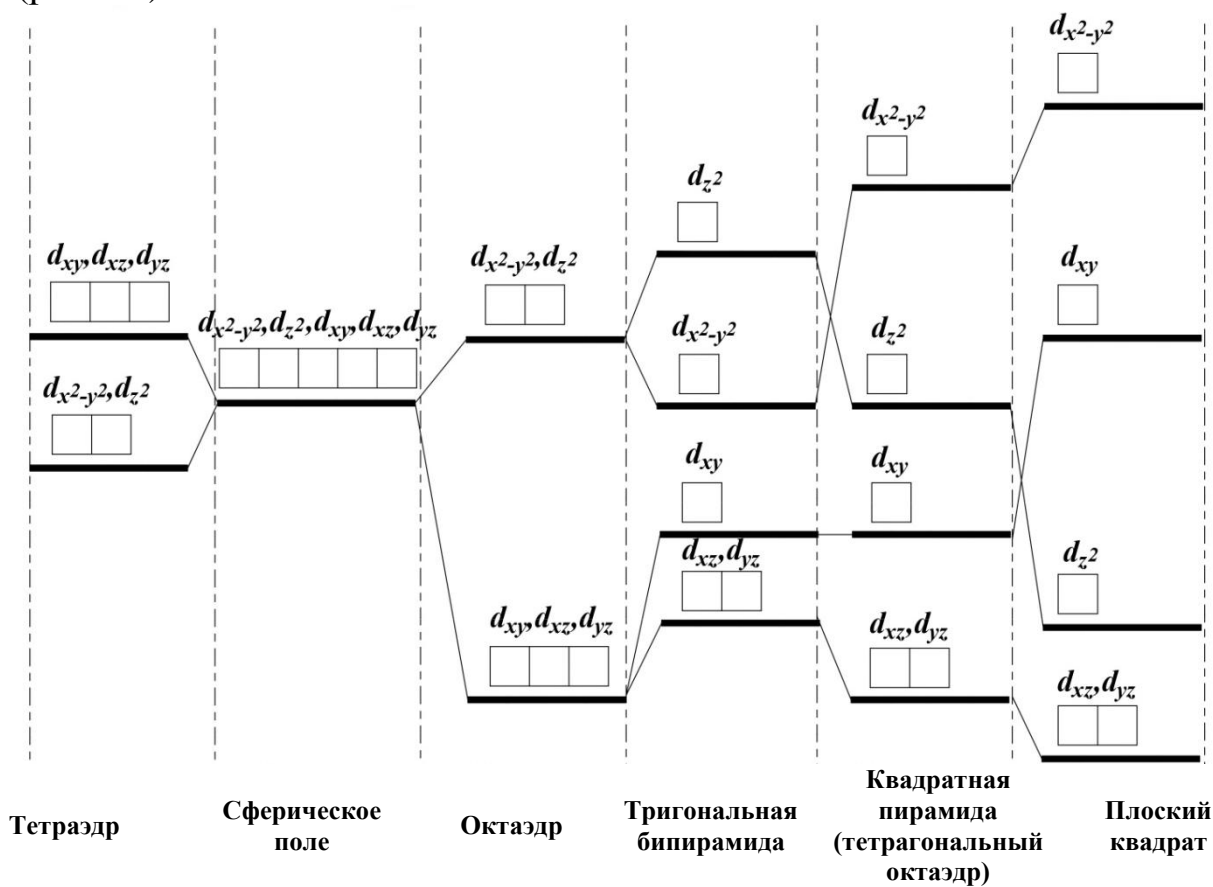 d_{x²-y²}
d_{x²-y²}
d_{z²}
d_{xy},d_{xz},d_{yz}
d_{x²-y²},d_{z²}
d_{xy}
d_{x²-y²},d_{z²},d_{xy},d_{xz},d_{yz}
d_{x²-y²}
d_{z²}
d_{x²-y²},d_{z²}
d_{xy}
d_{xy}
d_{xz},d_{yz}
d_{z²}
d_{xy},d_{xz},d_{yz}
d_{xz},d_{yz}
d_{xz},d_{yz}
Тетраэдр
Сферическое
поле
Октаэдр
Тригональная
бипирамида
Квадратная
пирамида
(тетрагональный
октаэдр)
Плоский
квадрат